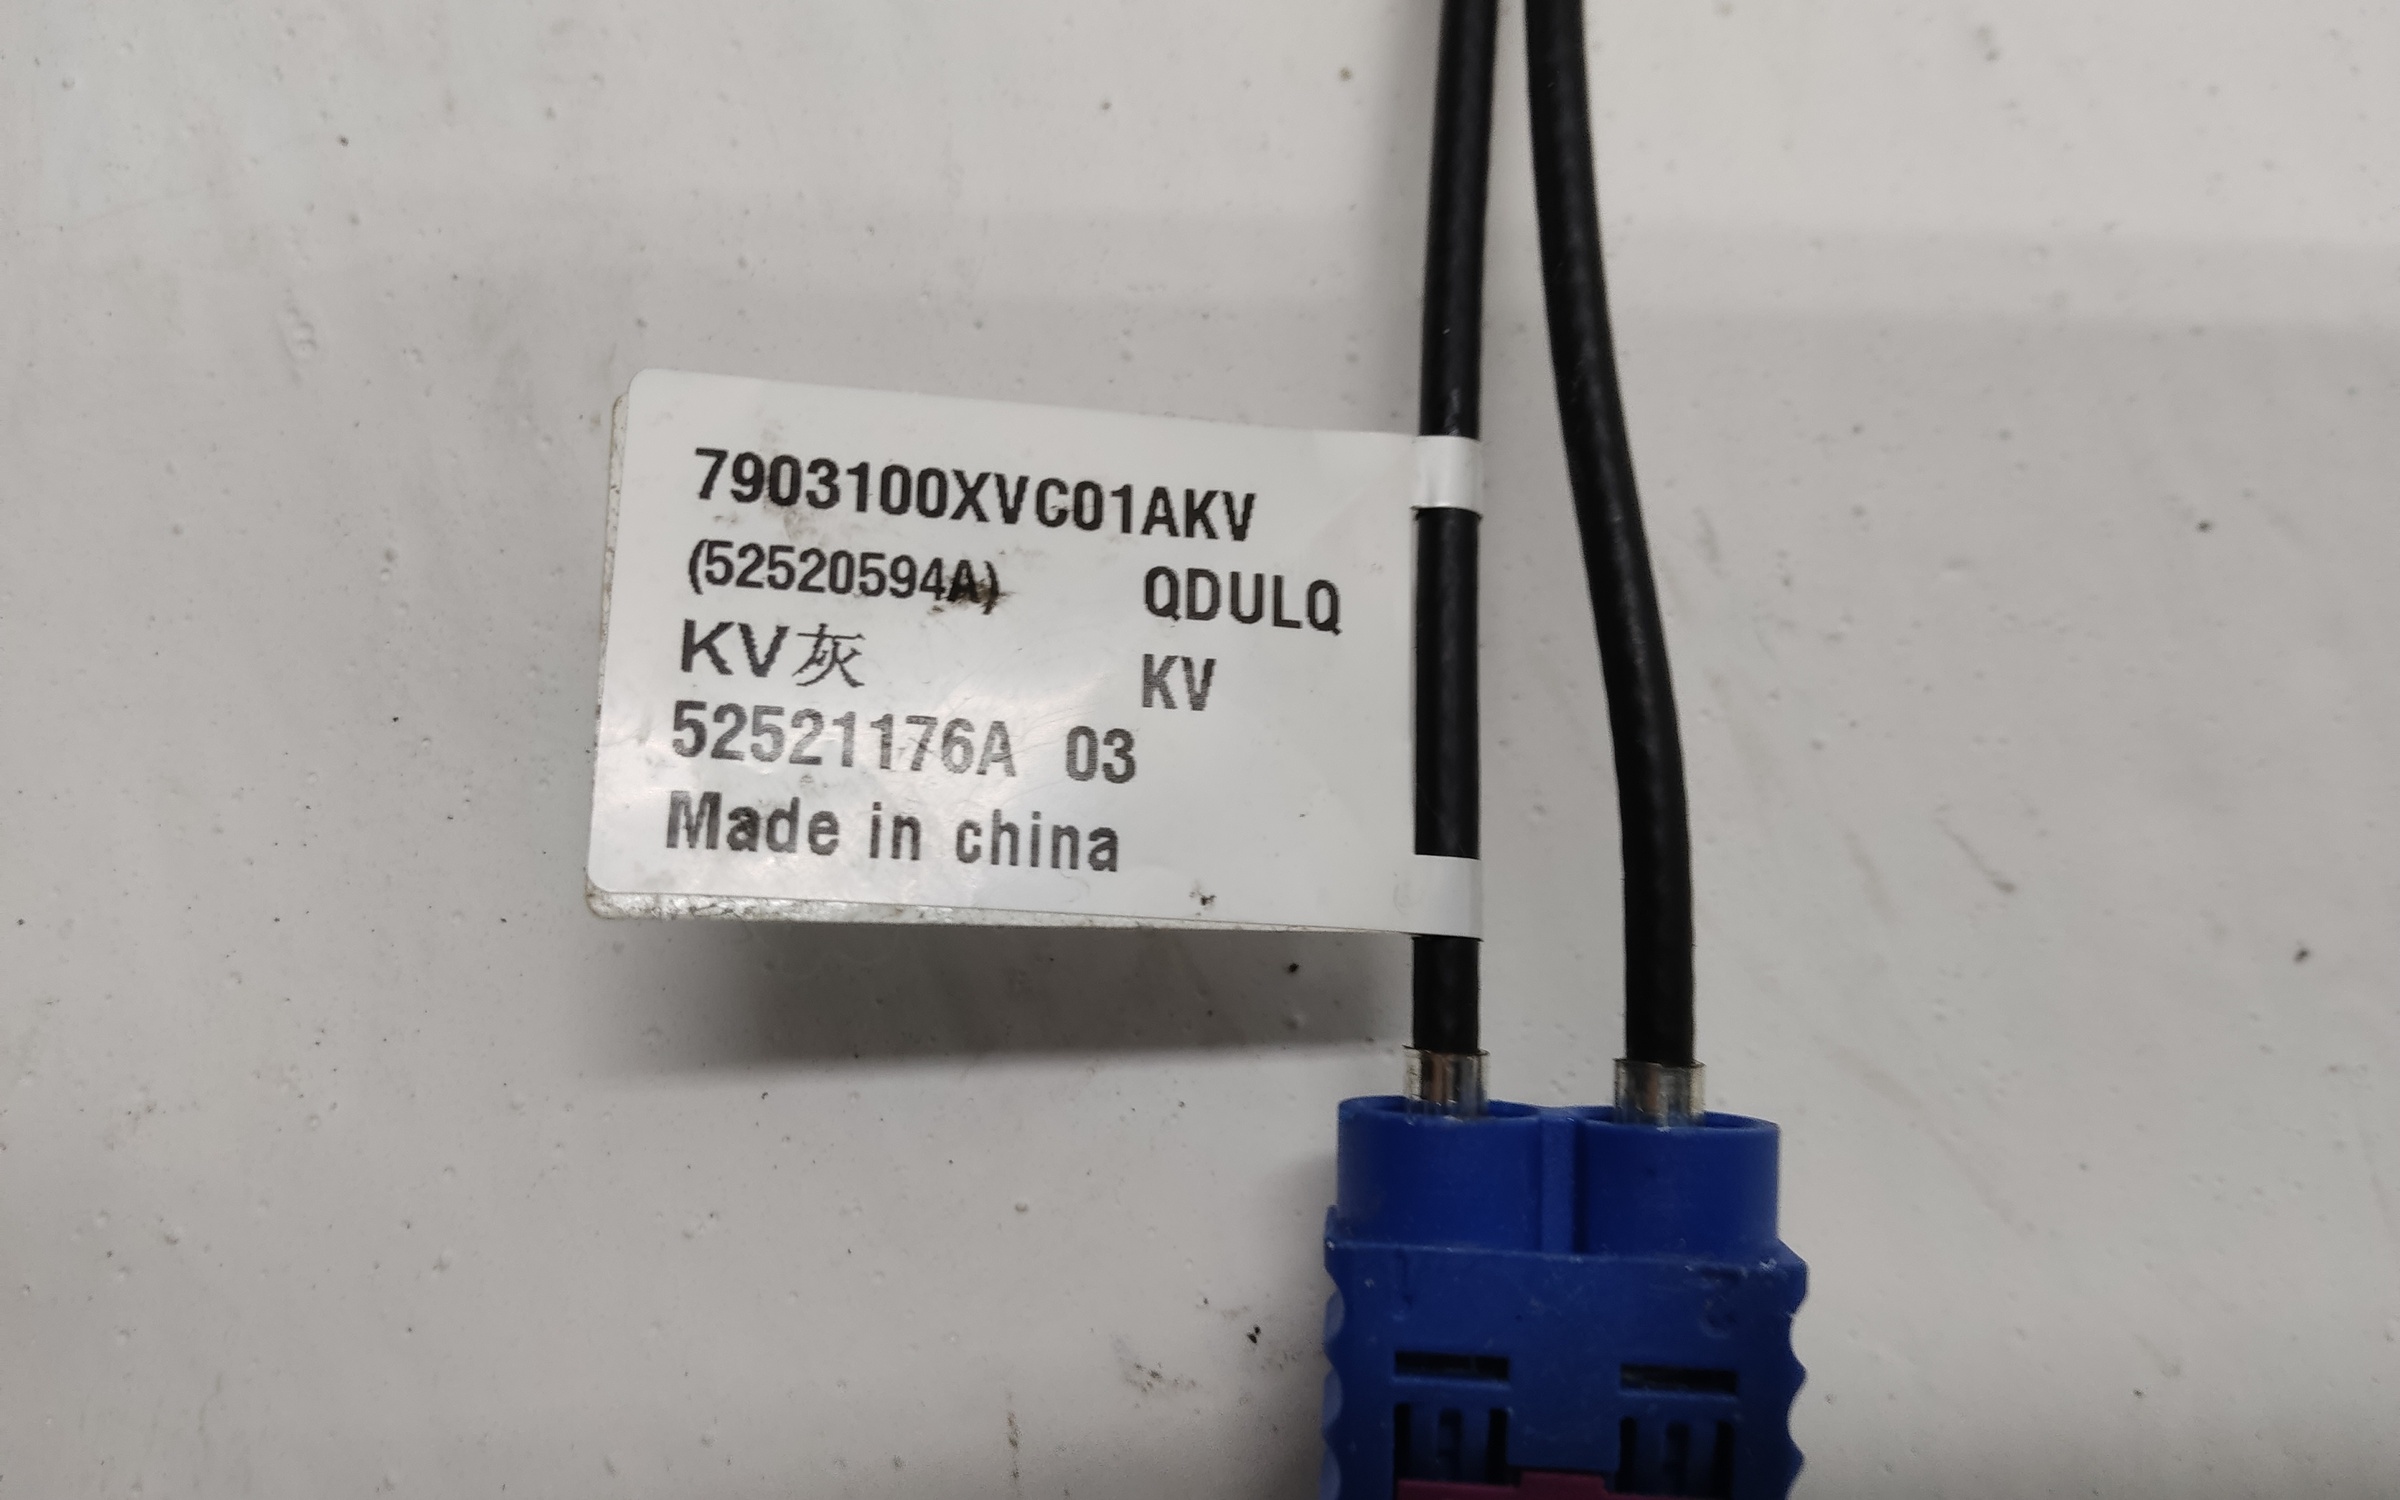 7903100XVC01AKV
(52520594A) QDULQ
KV灰 KV
52521176A 03
Made in china